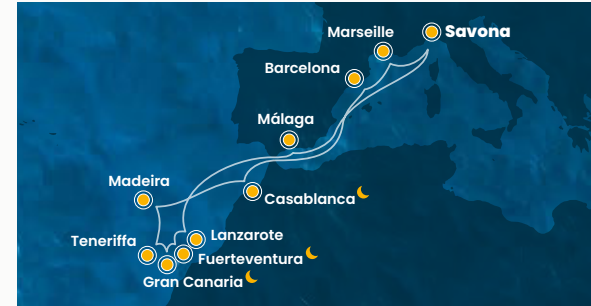 Marseille
Savona
Barcelona
Málaga
Madeira
Casablanca
Teneriffa
Lanzarote
Fuerteventura
Gran Canaria